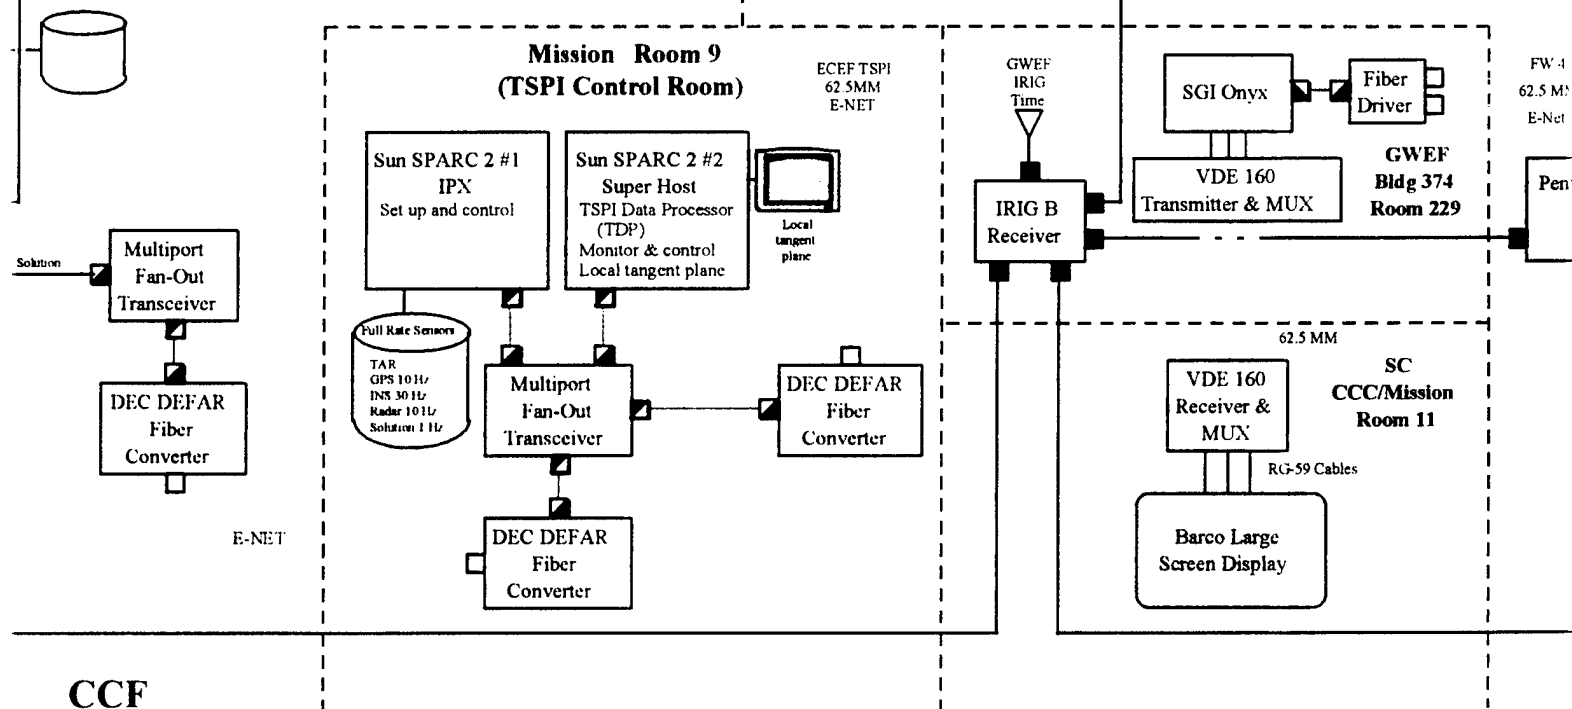 Solution
Multiport
Fan-Out
Transceiver
DEC DEFAR
Fiber
Converter
E-NET
CCF
Mission Room 9
(TSPI Control Room)
ECEF TSPI
62.5MM
E-NET
Sun SPARC 2 #1
IPX
Set up and control
Sun SPARC 2 #2
Super Host
TSPI Data Processor
(TDP)
Monitor & control
Local tangent plane
Local
tangent
plane
Full Rate Sensors
TAR
GPS 10 Hz
INS 30 Hz
Radar 10 Hz
Solution 1 Hz
Multiport
Fan-Out
Transceiver
DEC DEFAR
Fiber
Converter
DEC DEFAR
Fiber
Converter
GWEF
IRIG
Time
IRIG B
Receiver
SGI Onyx
Fiber
Driver
VDE 160
Transmitter & MUX
GWEF
Bldg 374
Room 229
62.5 MM
SC
CCC/Mission
Room 11
VDE 160
Receiver &
MUX
RG-59 Cables
Barco Large
Screen Display
62.5
E-Net
Pen